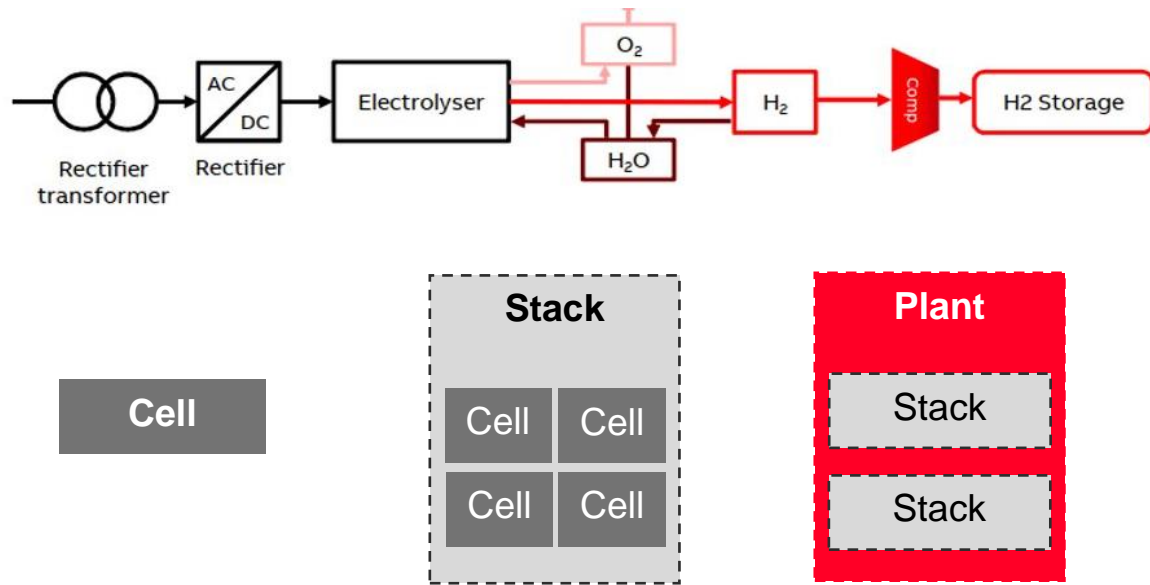 O₂
AC
DC
Electrolyser
H₂
Comp
H2 Storage
H₂O
Rectifier
transformer
Rectifier
Stack
Plant
Cell
Cell Cell
Cell Cell
Stack
Stack